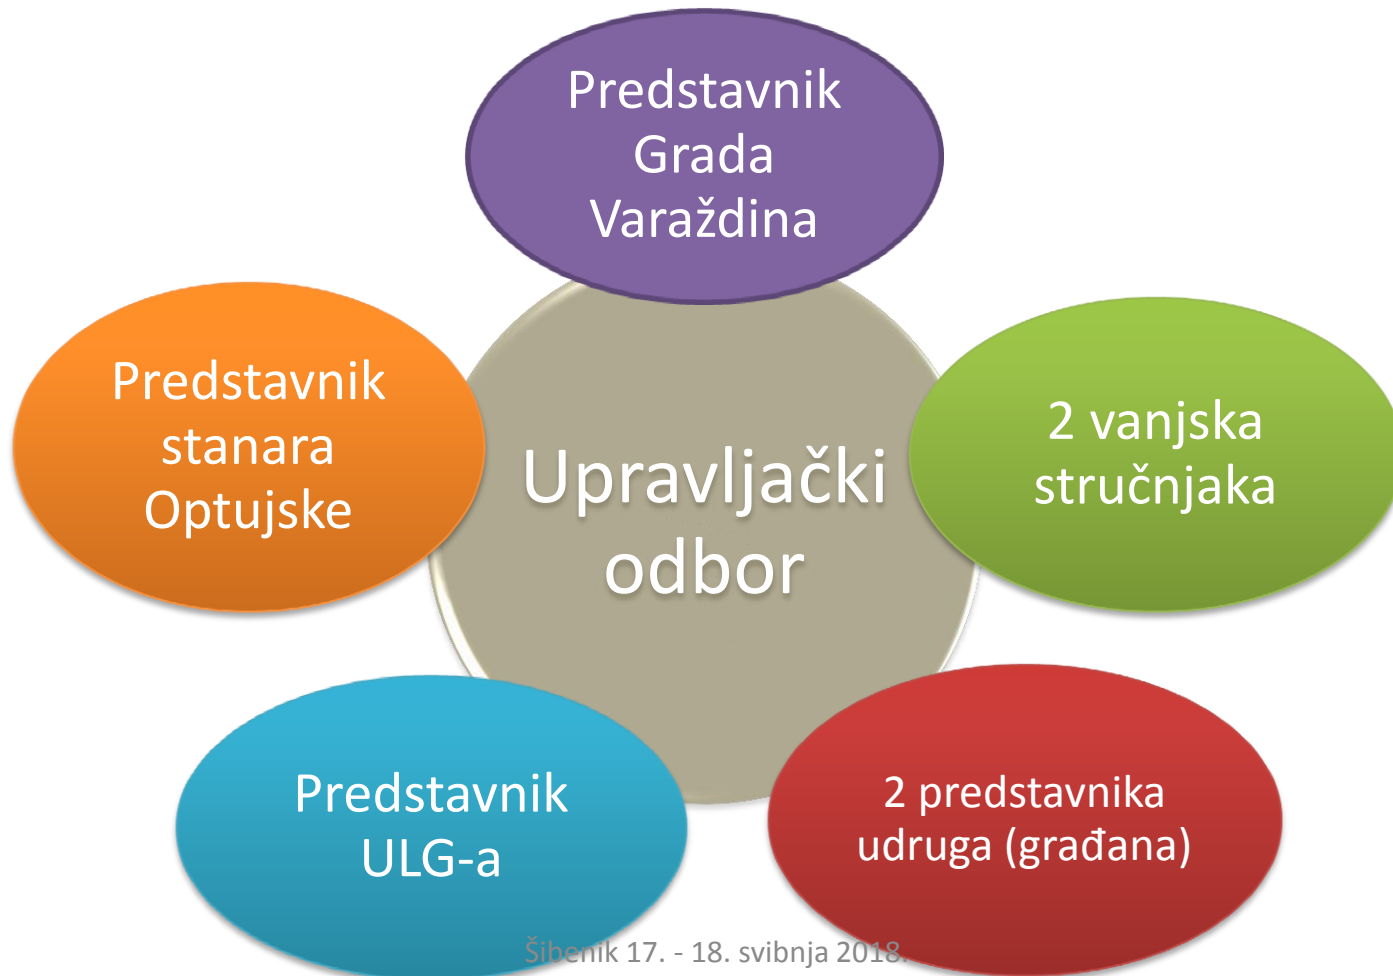 Predstavnik
Grada
Varaždina
Predstavnik
stanara
Optujske
Upravljački
odbor
2 vanjska
stručnjaka
Predstavnik
ULG-a
2 predstavnika
udruga (građana)
Šibenik 17. - 18. svibnja 2018.